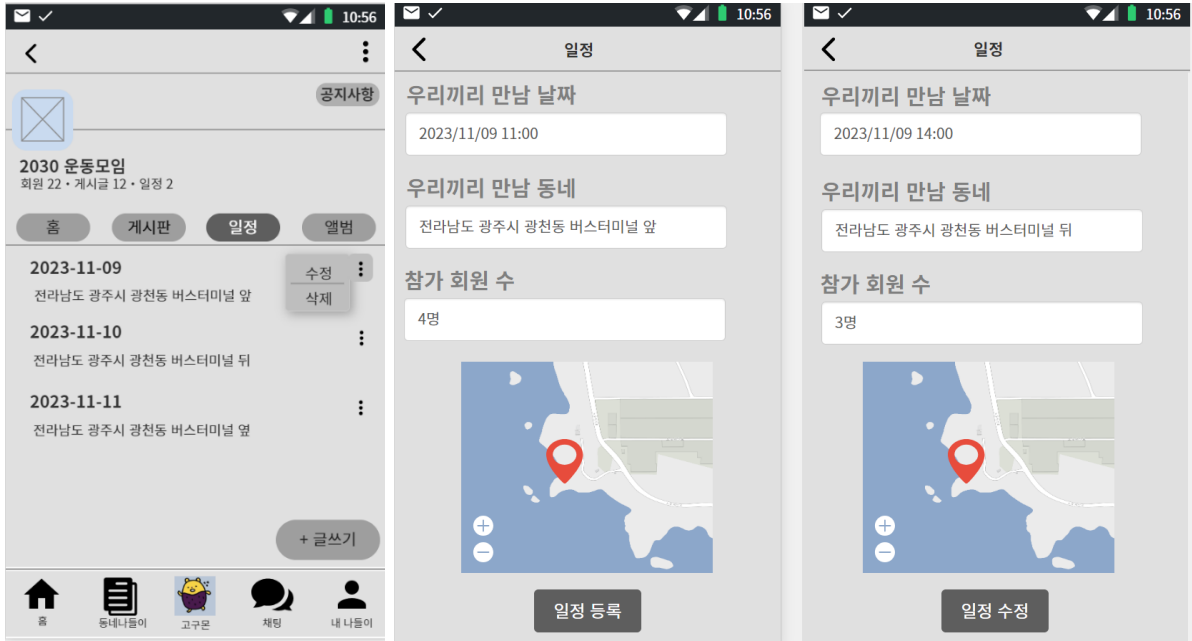 10:56
공지사항
2030 운동모임
회원 22 • 게시글 12 • 일정 2
홈 게시판 일정 앨범
2023-11-09
전라남도 광주시 광천동 버스터미널 앞
수정
삭제
2023-11-10
전라남도 광주시 광천동 버스터미널 뒤
2023-11-11
전라남도 광주시 광천동 버스터미널 옆
+ 글쓰기
홈 동네나들이 고구몬 채팅 내 나들이
10:56
일정
우리끼리 만남 날짜
2023/11/09 11:00
우리끼리 만남 동네
전라남도 광주시 광천동 버스터미널 앞
참가 회원 수
4명
일정 등록
10:56
일정
우리끼리 만남 날짜
2023/11/09 14:00
우리끼리 만남 동네
전라남도 광주시 광천동 버스터미널 뒤
참가 회원 수
3명
일정 수정